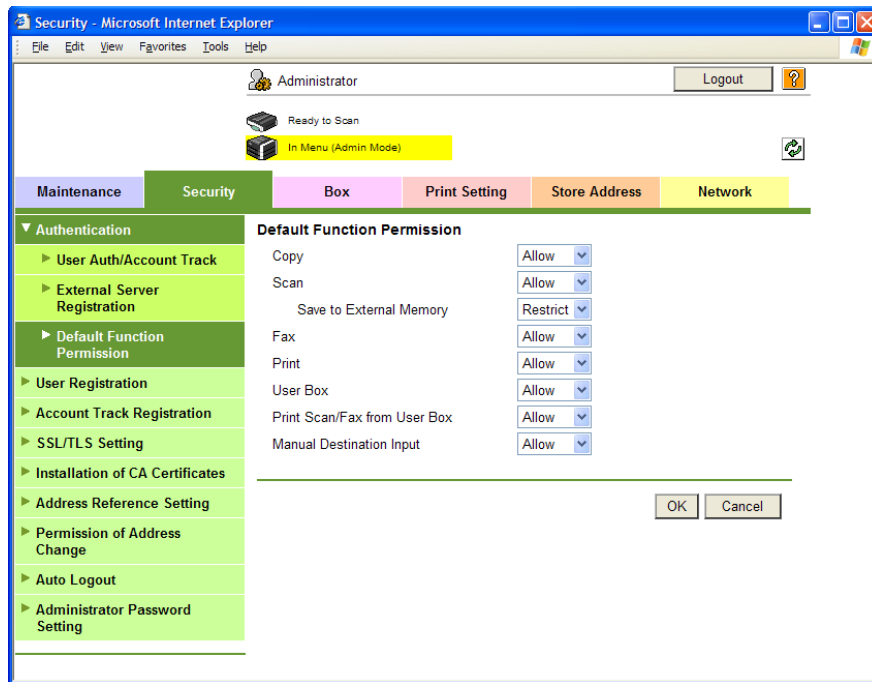 Security - Microsoft Internet Explorer
File Edit View Favorites Tools Help
Administrator
Logout
?
Ready to Scan
In Menu (Admin Mode)
Maintenance Security Box Print Setting Store Address Network
Authentication
User Auth/Account Track
External Server
Registration
Default Function
Permission
User Registration
Account Track Registration
SSL/TLS Setting
Installation of CA Certificates
Address Reference Setting
Permission of Address
Change
Auto Logout
Administrator Password
Setting
Default Function Permission
Copy Allow
Scan Allow
Save to External Memory Restrict
Fax Allow
Print Allow
User Box Allow
Print Scan/Fax from User Box Allow
Manual Destination Input Allow
OK Cancel